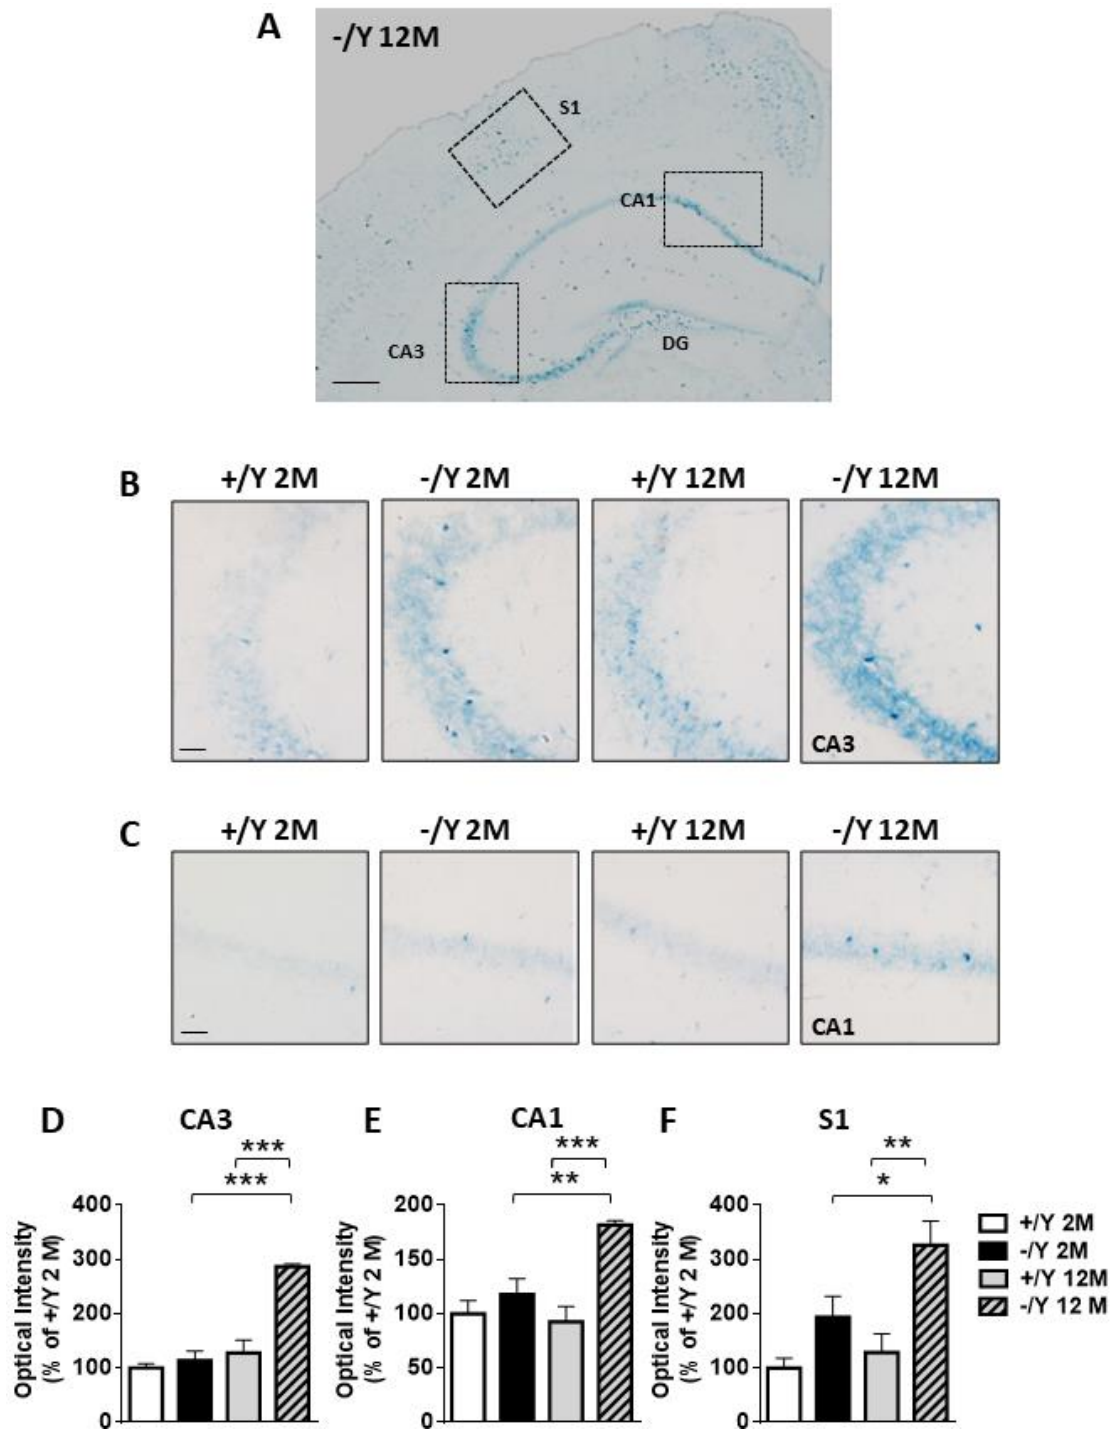 A
-/Y 12M
S1
CA1
CA3
DG
B
+/Y 2M
-/Y 2M
+/Y 12M
-/Y 12M
CA3
C
+/Y 2M
-/Y 2M
+/Y 12M
-/Y 12M
CA1
D
CA3
***
***
Optical Intensity
(% of +/Y 2 M)
400
300
200
100
0
E
CA1
***
**
Optical Intensity
(% of +/Y 2 M)
200
150
100
50
0
F
S1
**
*
Optical Intensity
(% of +/Y 2 M)
400
300
200
100
0
+/Y 2M
-/Y 2M
+/Y 12M
-/Y 12 M